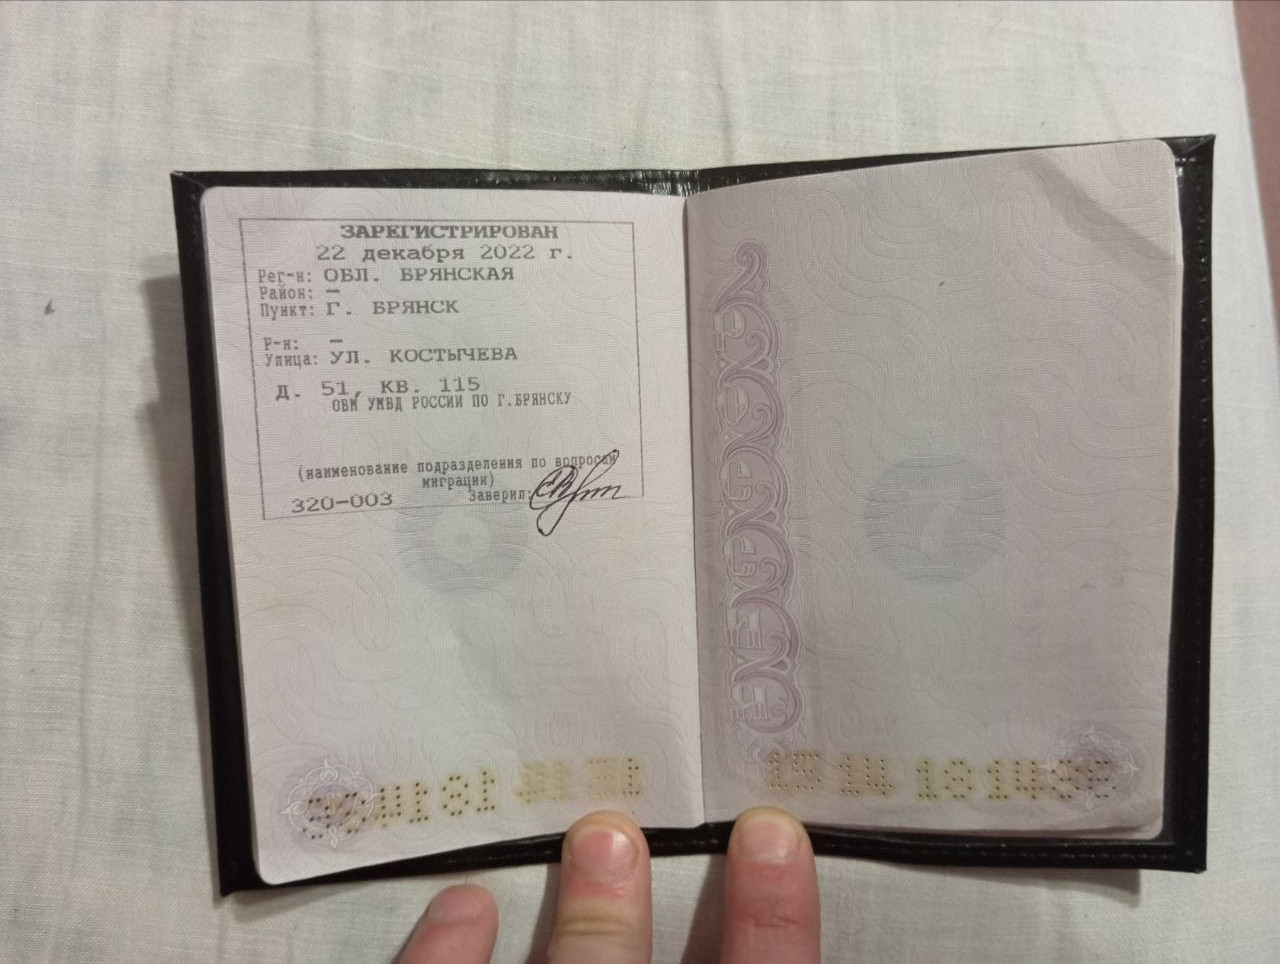 ЗАРЕГИСТРИРОВАН
22 декабря 2022 г.
Рег-н: ОБЛ. БРЯНСКАЯ
Район: —
Пункт: Г. БРЯНСК
Р-н: —
Улица: УЛ. КОСТЫЧЕВА
Д. 51, КВ. 115
ОВМ УМВД РОССИИ ПО Г.БРЯНСКУ
(наименование подразделения по вопросам
миграции)
320-003 Заверил: